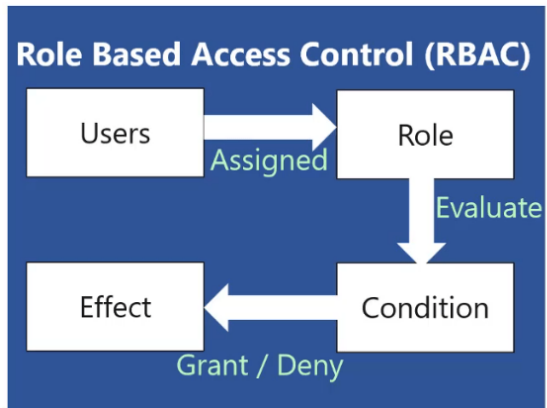 Role Based Access Control (RBAC)
Users
Assigned
Role
Evaluate
Condition
Grant / Deny
Effect